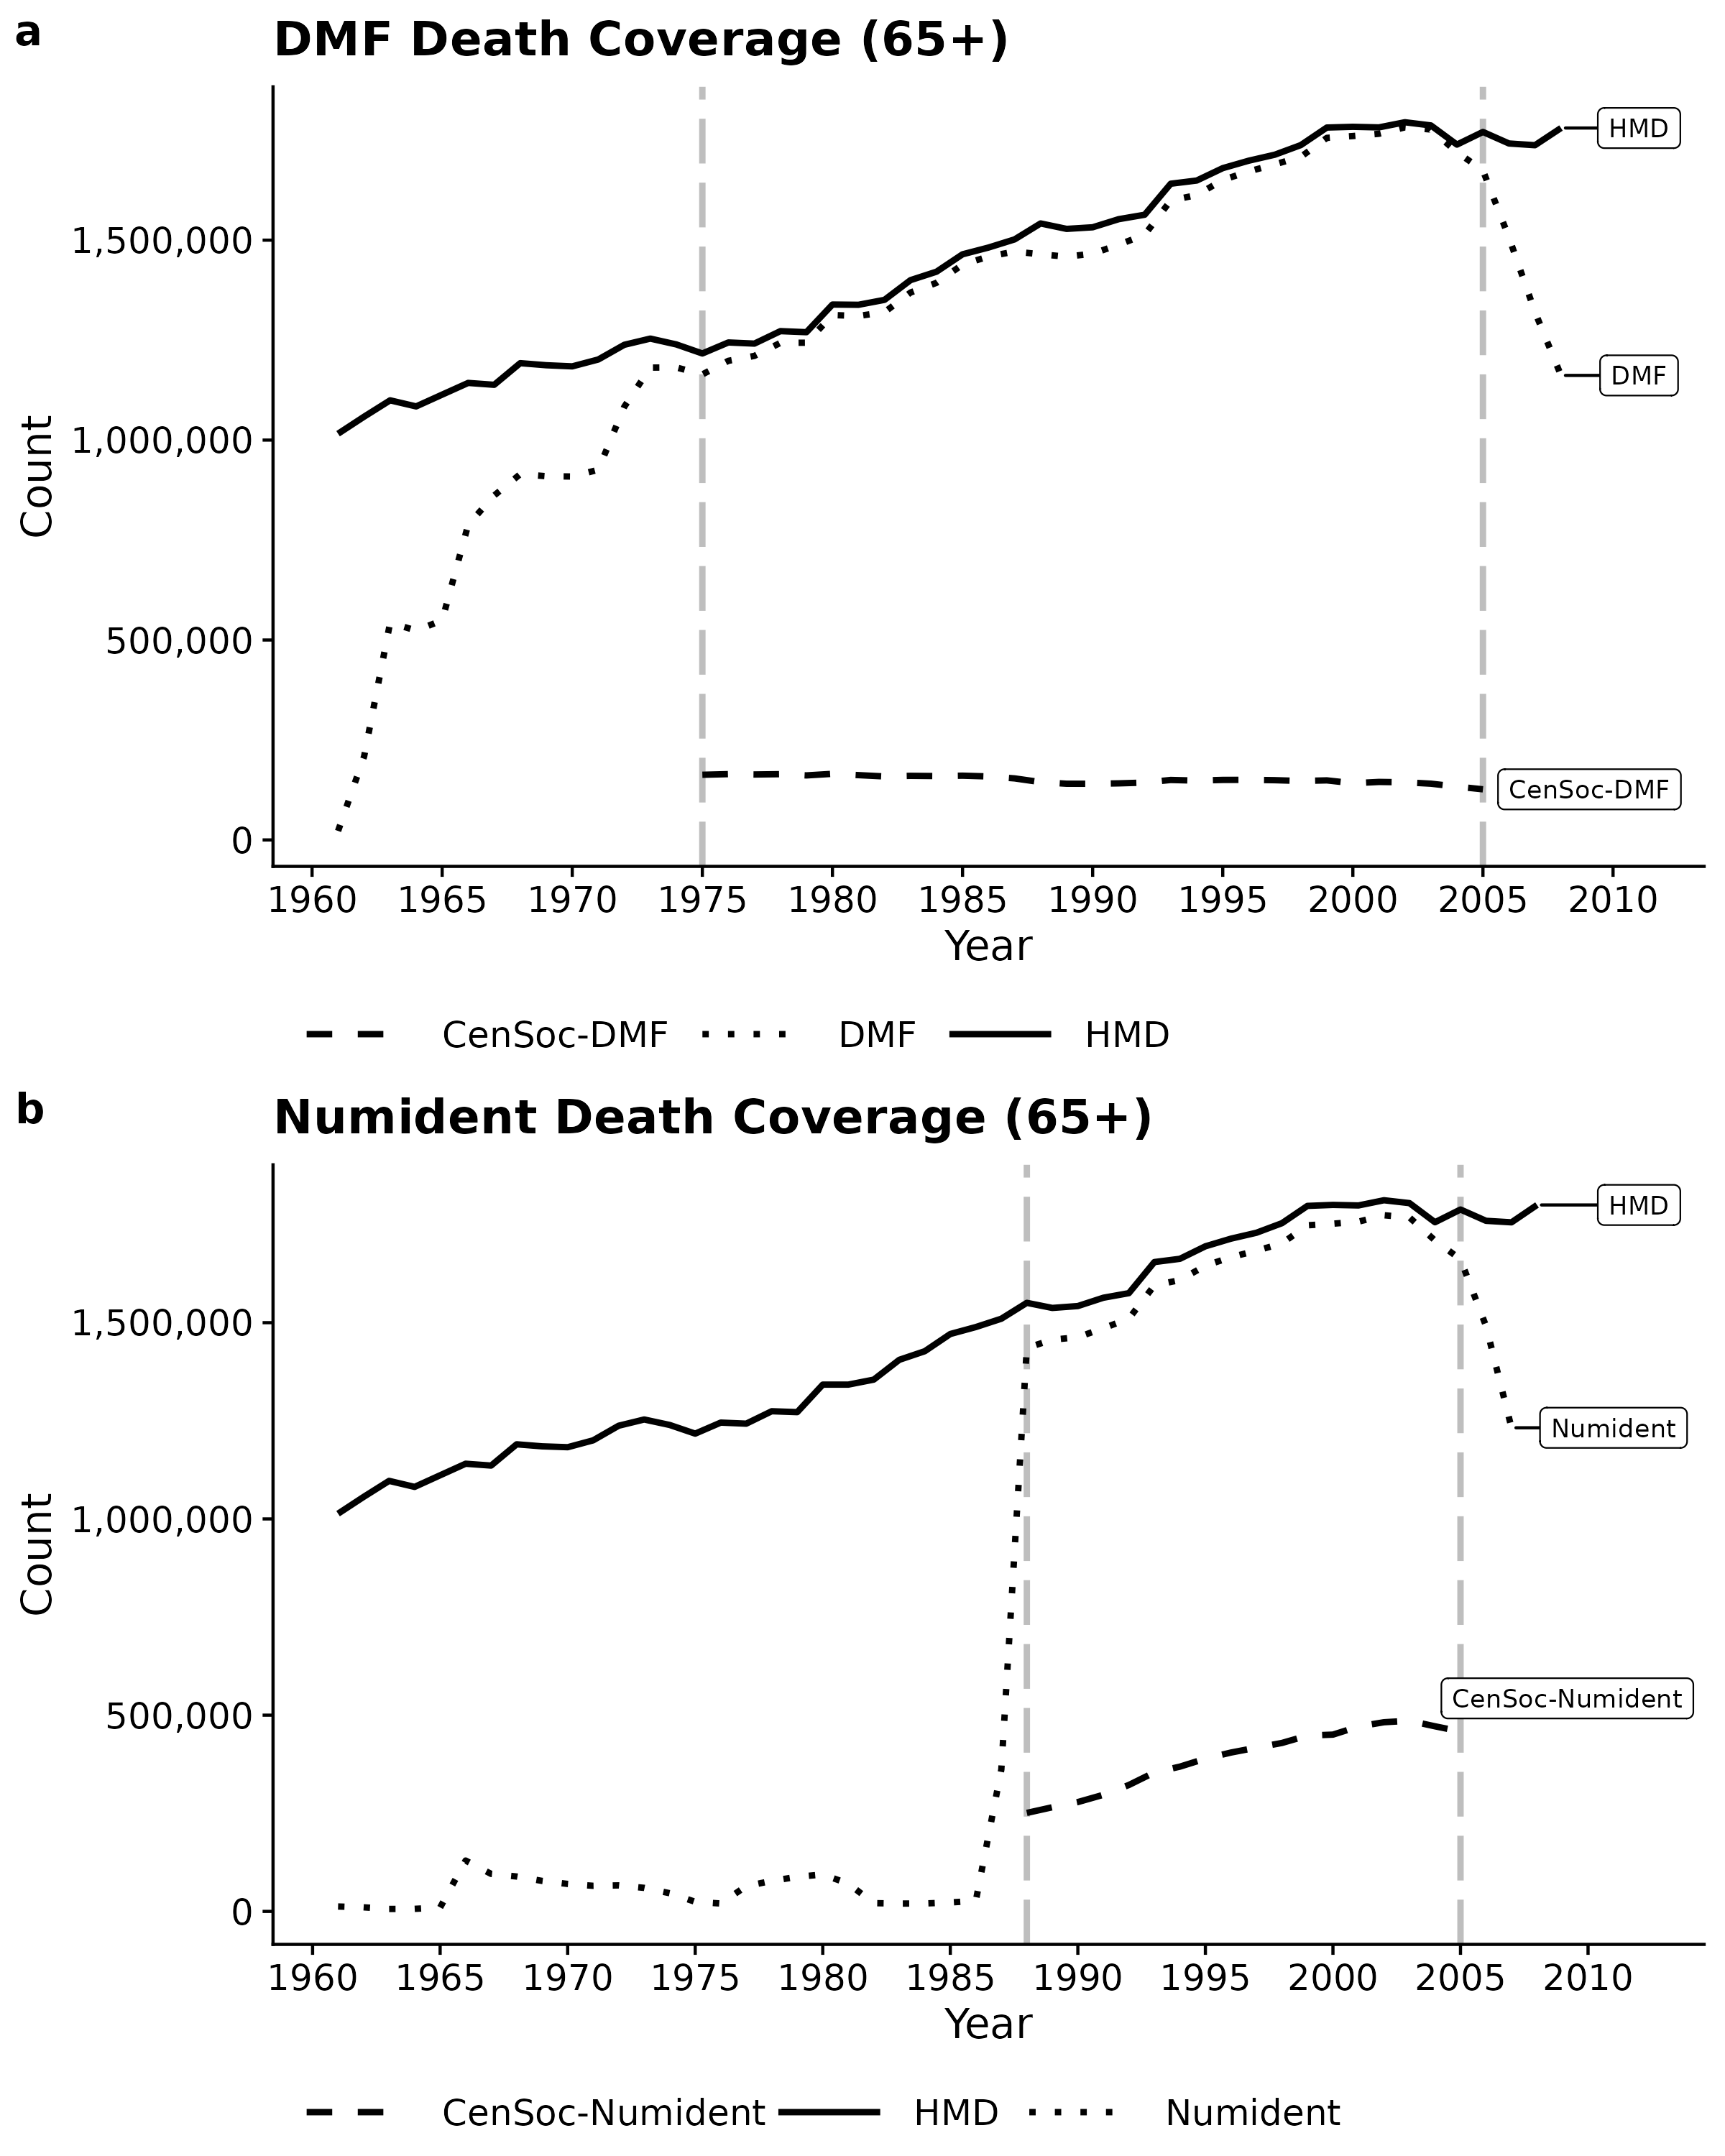 a
DMF Death Coverage (65+)
HMD
1,500,000
DMF
1,000,000
Count
500,000
CenSoc-DMF
0
1960 1965 1970 1975 1980 1985 1990 1995 2000 2005 2010
Year
CenSoc-DMF DMF HMD
b
Numident Death Coverage (65+)
HMD
1,500,000
Numident
1,000,000
Count
CenSoc-Numident
500,000
0
1960 1965 1970 1975 1980 1985 1990 1995 2000 2005 2010
Year
CenSoc-Numident HMD Numident